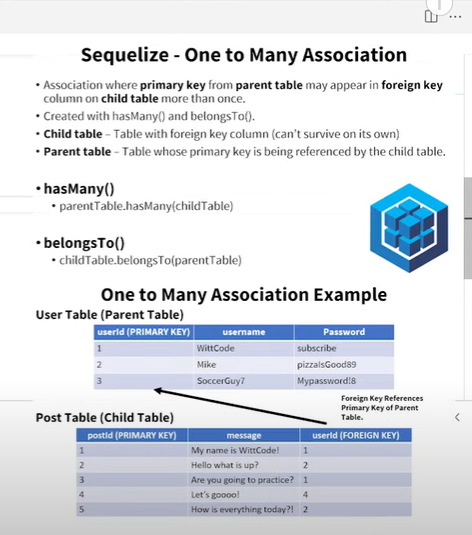 Sequelize - One to Many Association
• Association where primary key from parent table may appear in foreign key
column on child table more than once.
• Created with hasMany() and belongsTo().
• Child table – Table with foreign key column (can't survive on its own)
• Parent table – Table whose primary key is being referenced by the child table.
• hasMany()
• parentTable.hasMany(childTable)
• belongsTo()
• childTable.belongsTo(parentTable)
One to Many Association Example
User Table (Parent Table)
userId (PRIMARY KEY) username Password
1 WittCode subscribe
2 Mike pizzaIsGood89
3 SoccerGuy7 Mypassword!8
Foreign Key References
Primary Key of Parent
Table.
Post Table (Child Table)
postId (PRIMARY KEY) message userId (FOREIGN KEY)
1 My name is WittCode! 1
2 Hello what is up? 2
3 Are you going to practice? 1
4 Let's goooo! 4
5 How is everything today?! 2